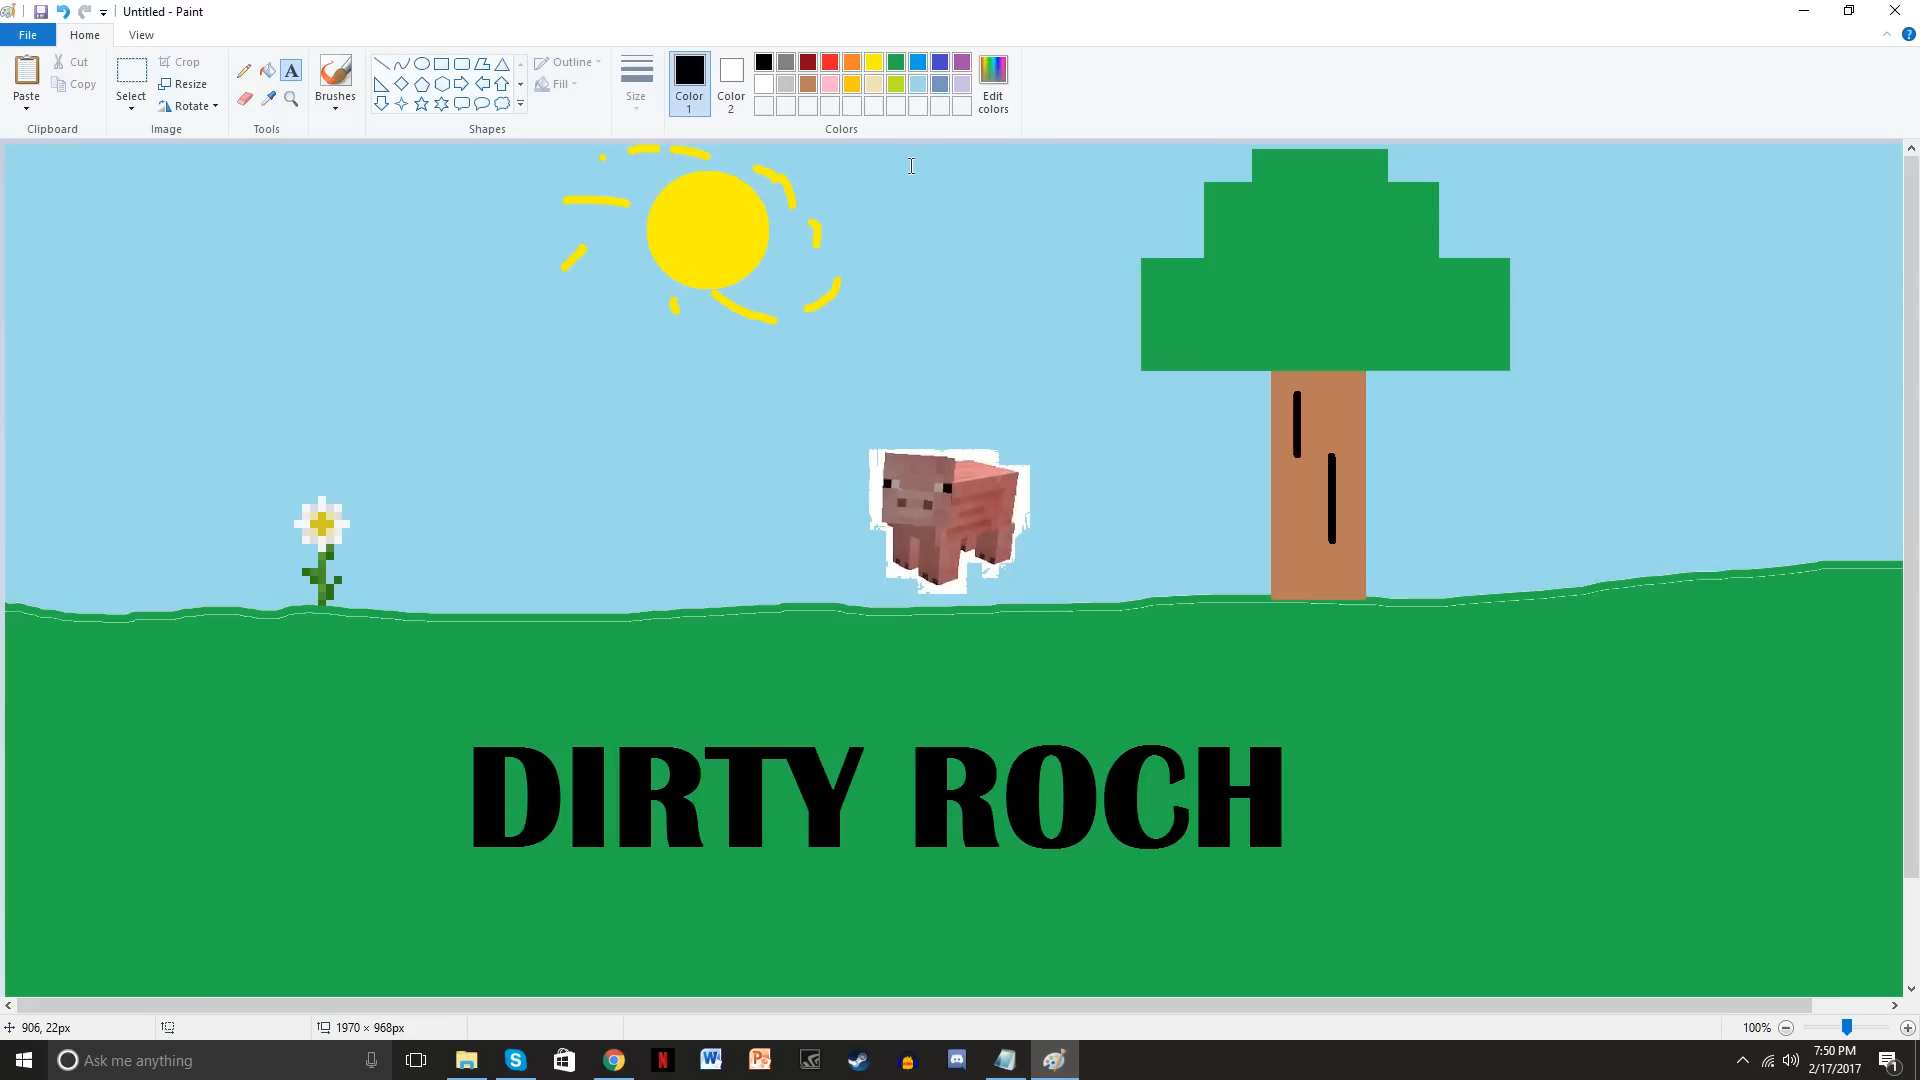 Untitled - Paint
File
Home
View
Paste
Cut
Copy
Clipboard
Select
Crop
Resize
Rotate
Image
A
Tools
Brushes
Shapes
Outline
Fill
Size
Color 1
Color 2
Colors
Edit colors
DIRTY ROCH
906, 22px
1970 × 968px
100%
Ask me anything
7:50 PM
2/17/2017